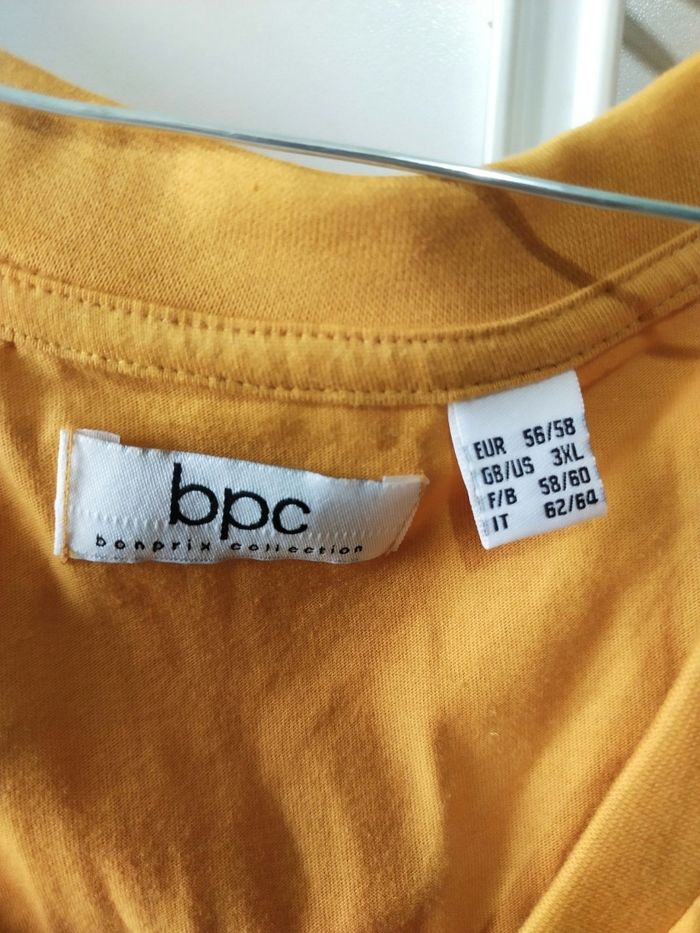 bpc
bonprix collection
EUR 56/58
GB/US 3XL
F/B 58/60
IT 62/64